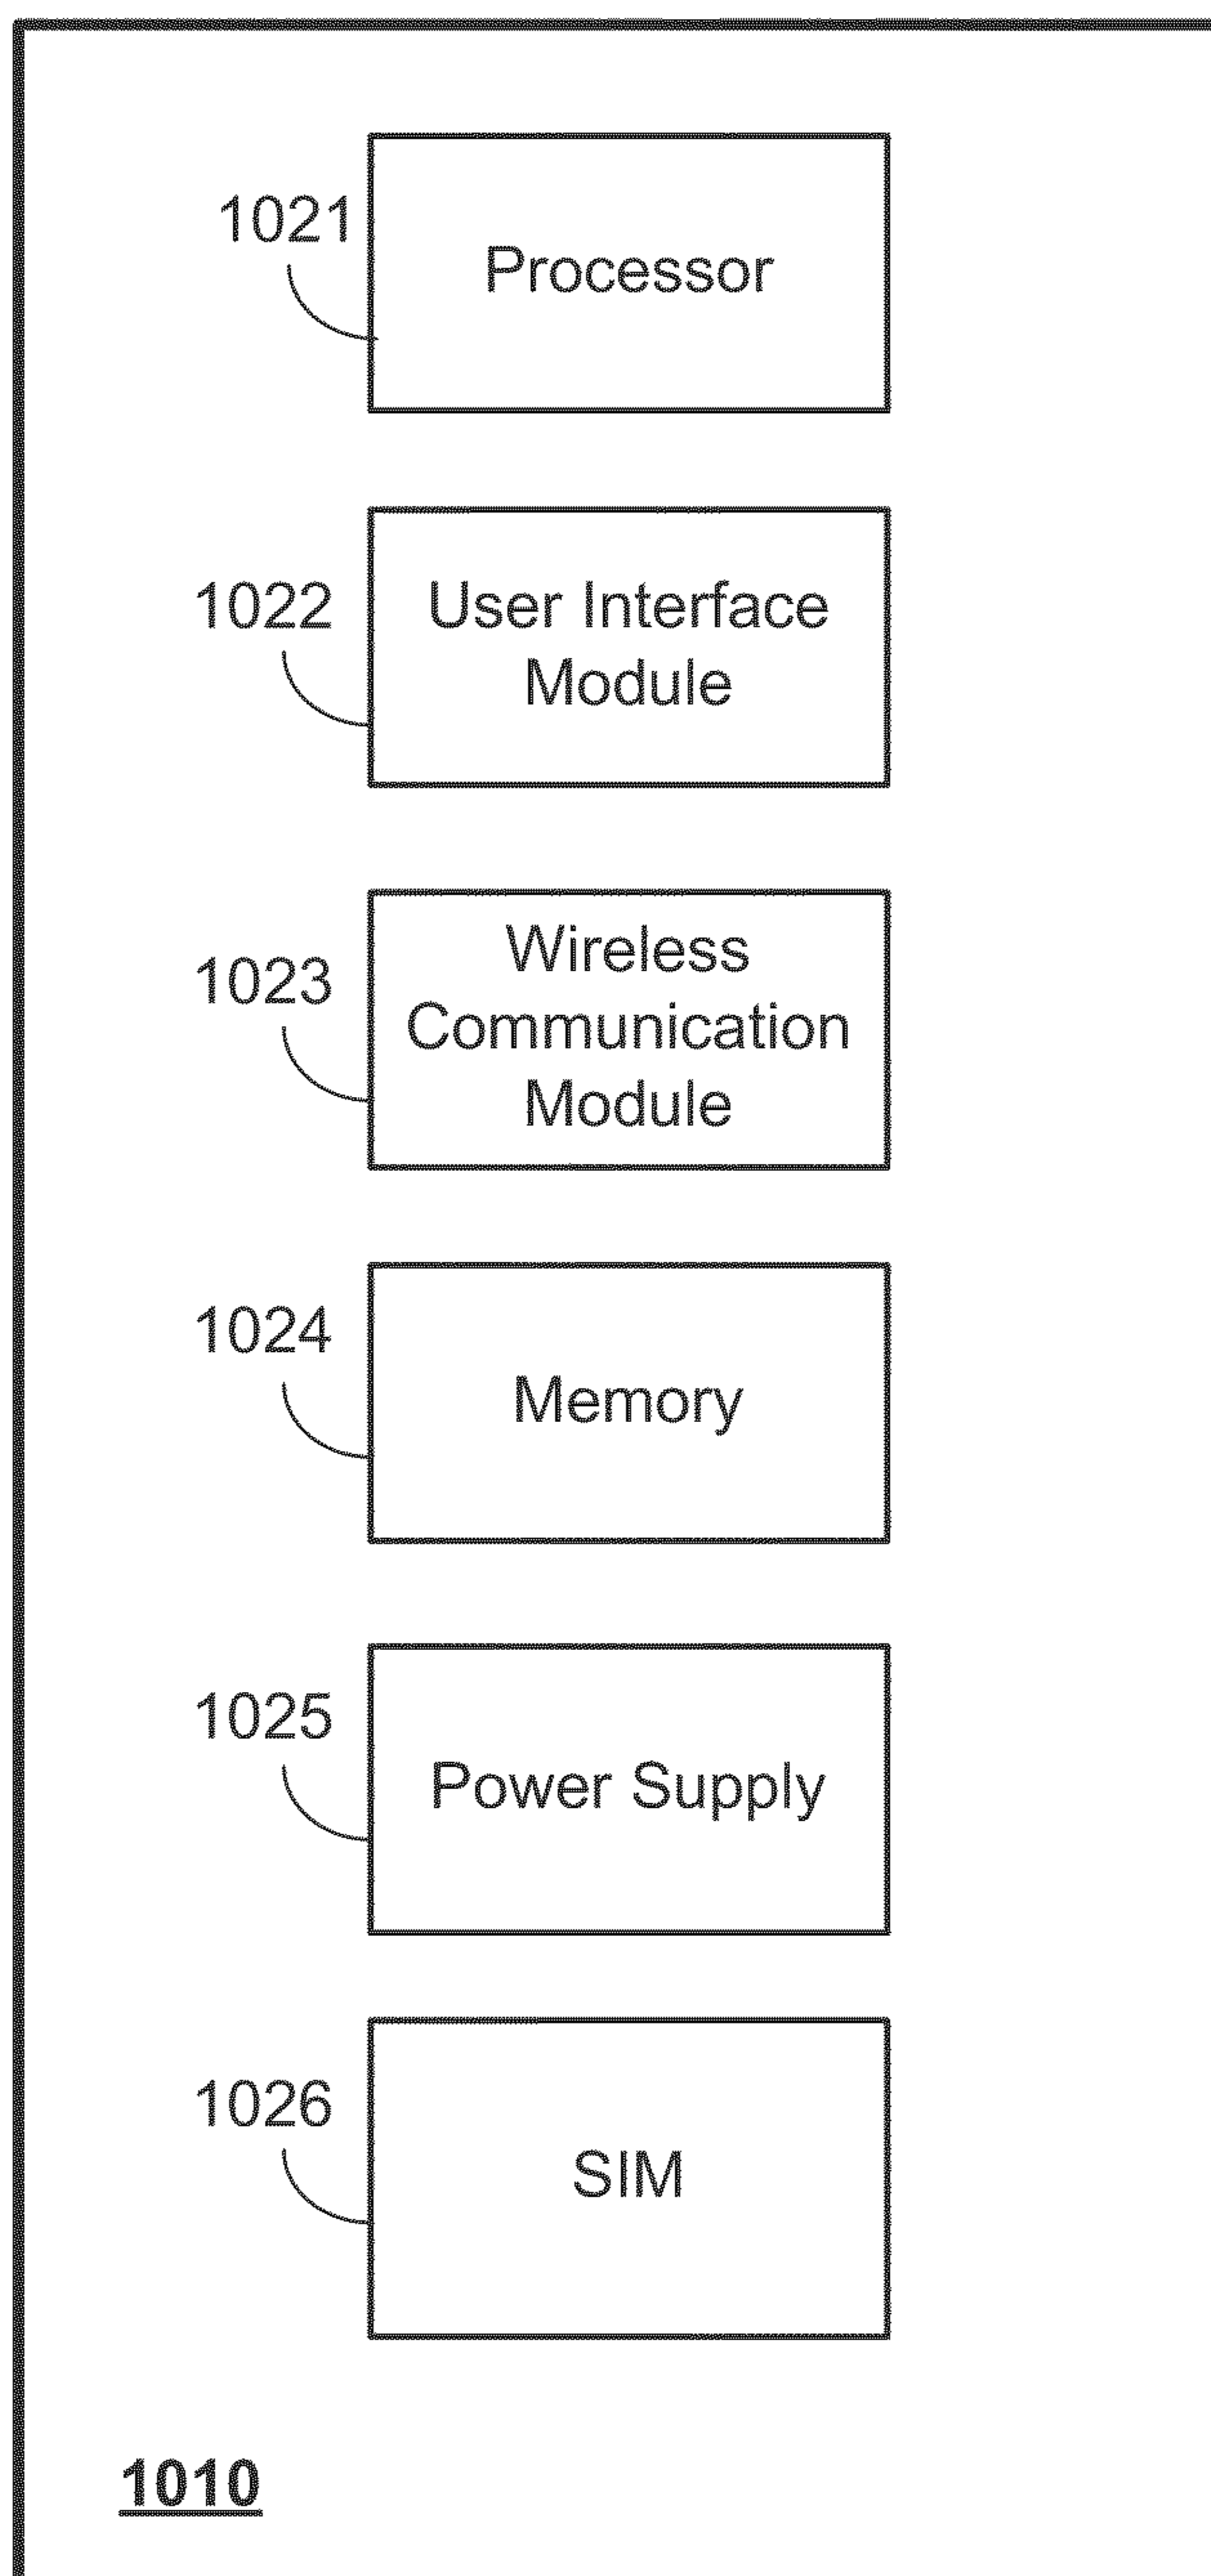 1021
Processor
1022
User Interface
Module
1023
Wireless
Communication
Module
1024
Memory
1025
Power Supply
1026
SIM
1010